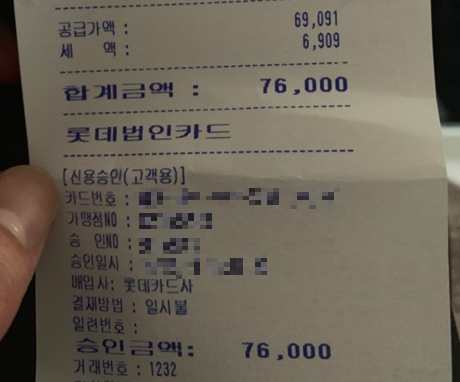 공급가액 : 69,091
세 액 : 6,909
합계금액 : 76,000
롯데법인카드
[신용승인(고객용)]
카드번호 :
가맹점NO :
승 인NO :
승인일시 :
매입사: 롯데카드사
결재방법 : 일시불
일련번호 :
승인금액: 76,000
거래번호 : 1232